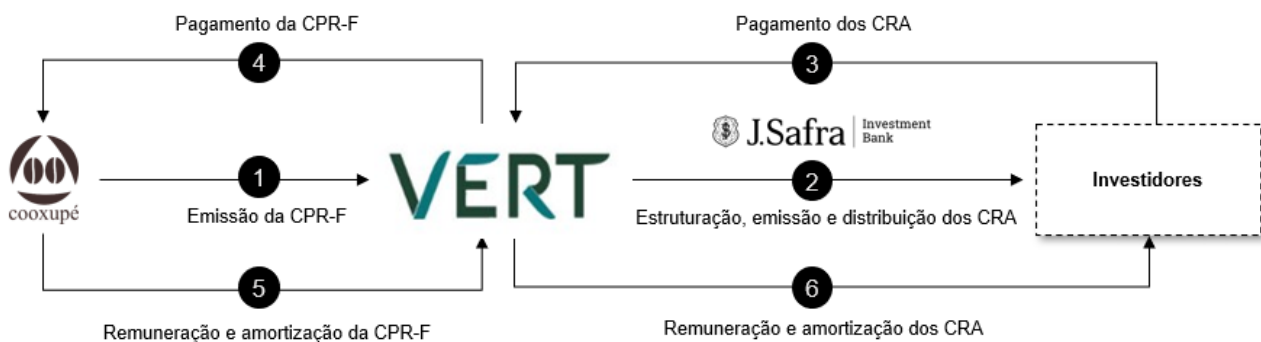 Pagamento da CPR-F
Pagamento dos CRA
4
3
J.Safra
Investment
Bank
cooxupé
1
VERT
2
Investidores
Emissão da CPR-F
Estruturação, emissão e distribuição dos CRA
5
6
Remuneração e amortização da CPR-F
Remuneração e amortização dos CRA